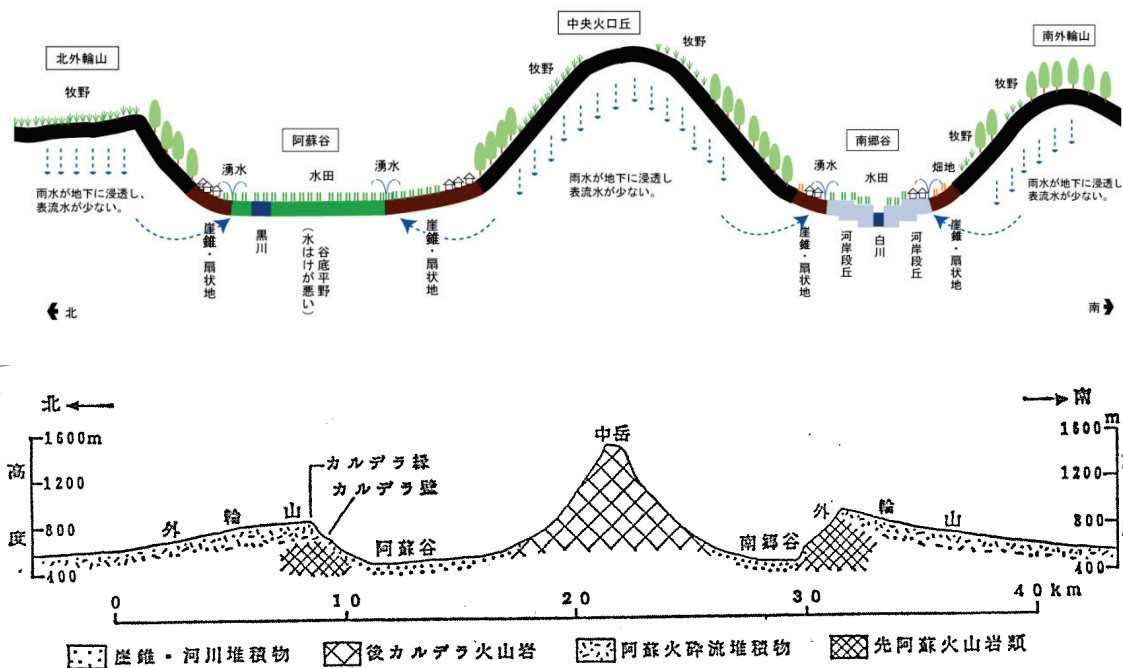 中央火口丘
北外輪山
南外輪山
牧野
牧野
牧野
牧野
牧野
阿蘇谷
南郷谷
湧水
水田
湧水
湧水
水田
畑地
雨水が地下に浸透し、
表流水が少ない。
雨水が地下に浸透し、
表流水が少ない。
雨水が地下に浸透し
表流水が少ない。
崖錐・扇状地
黒川
谷底平野
(水はけが悪い)
崖錐・扇状地
崖錐・扇状地
河岸段丘
白川
河岸段丘
崖錐・扇状地
北
南
北
南
1600m
1200
800
400
高度
中岳
カルデラ縁
カルデラ壁
外輪山
阿蘇谷
南郷谷
外輪山
m
1600
1200
800
400
0 10 20 30 40 km
崖錐・河川堆積物 後カルデラ火山岩 阿蘇火砕流堆積物 先阿蘇火山岩類